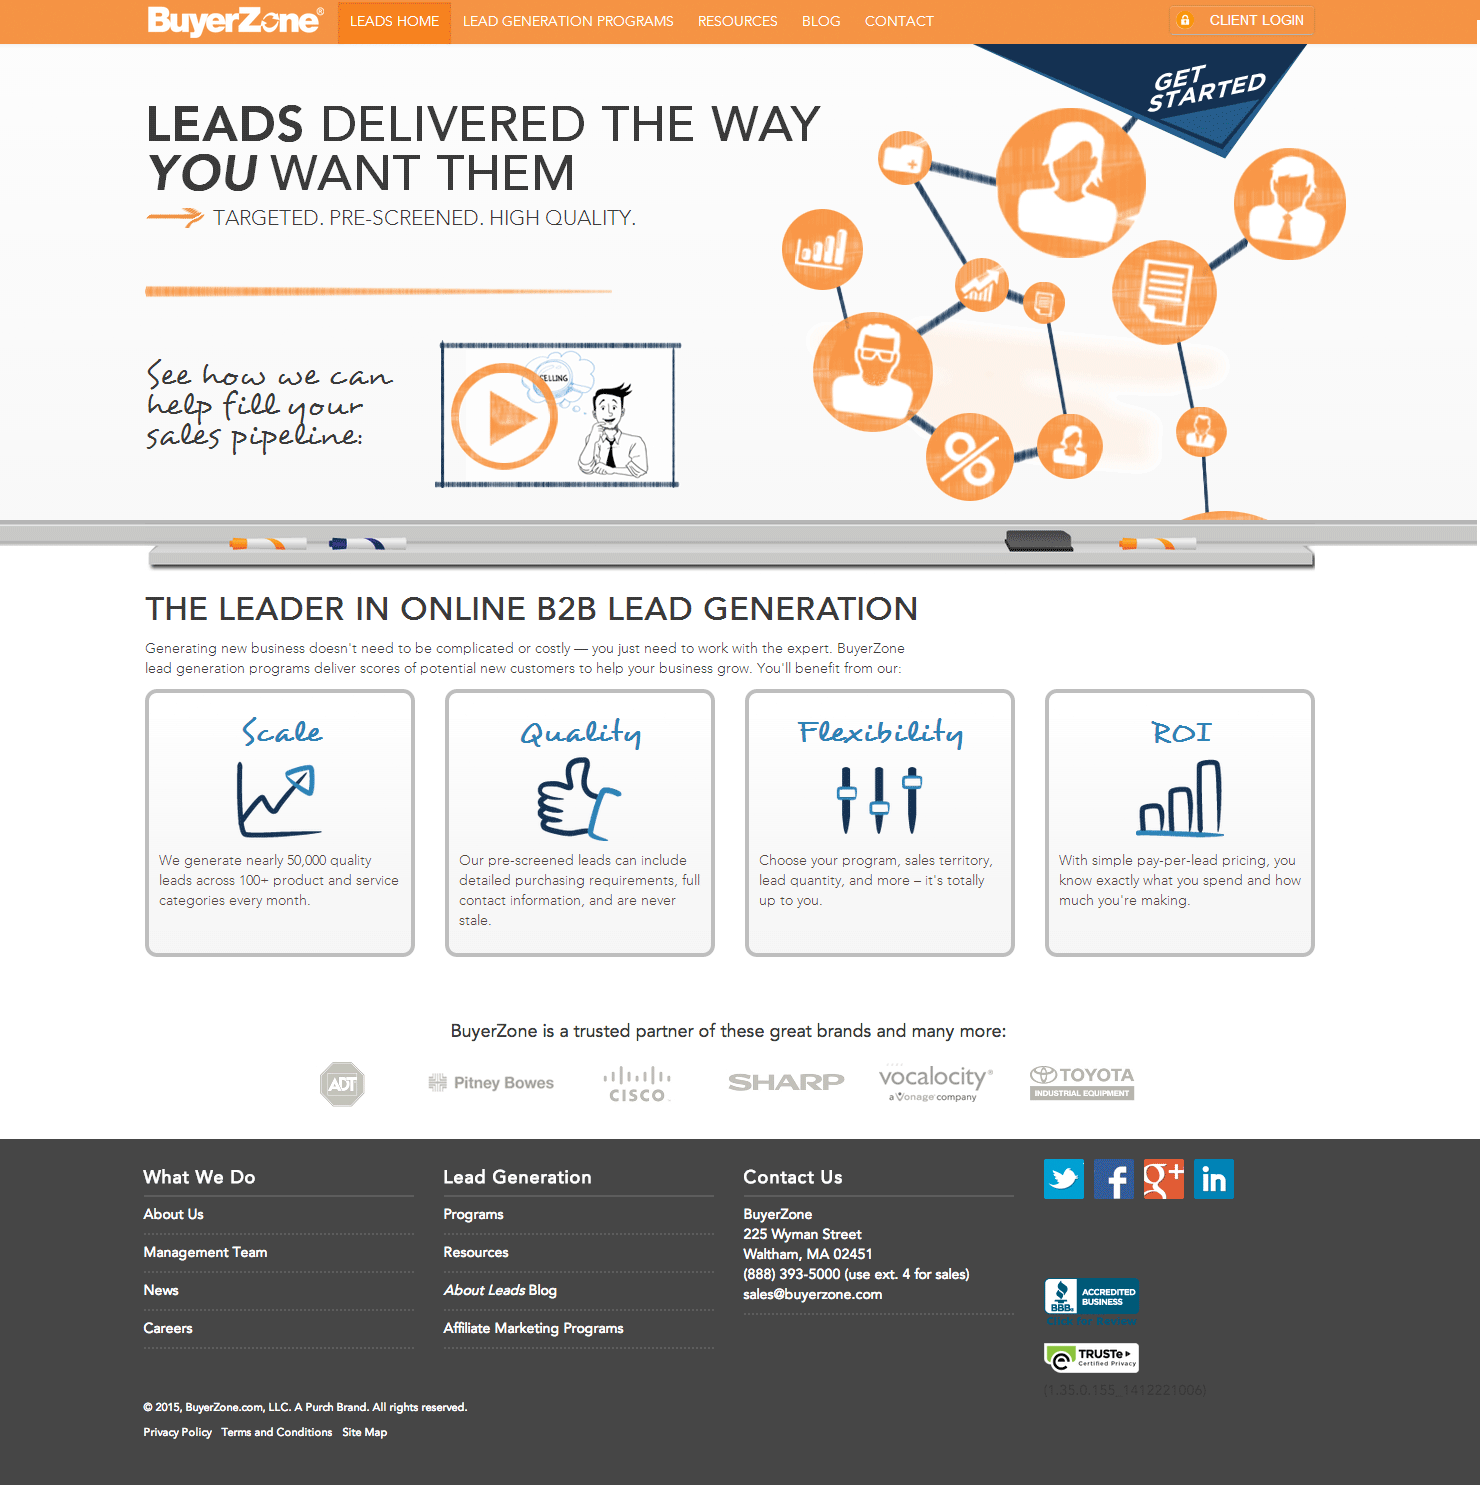 BuyerZone®
LEADS HOME
LEAD GENERATION PROGRAMS
RESOURCES
BLOG
CONTACT
CLIENT LOGIN
GET
STARTED
LEADS DELIVERED THE WAY
YOU WANT THEM
TARGETED. PRE-SCREENED. HIGH QUALITY.
See how we can
help fill your
sales pipeline:
SELLING
%
THE LEADER IN ONLINE B2B LEAD GENERATION
Generating new business doesn't need to be complicated or costly — you just need to work with the expert. BuyerZone
lead generation programs deliver scores of potential new customers to help your business grow. You'll benefit from our:
Scale
We generate nearly 50,000 quality
leads across 100+ product and service
categories every month.
Quality
Our pre-screened leads can include
detailed purchasing requirements, full
contact information, and are never
stale.
Flexibility
Choose your program, sales territory,
lead quantity, and more – it's totally
up to you.
ROI
With simple pay-per-lead pricing, you
know exactly what you spend and how
much you're making.
BuyerZone is a trusted partner of these great brands and many more:
ADT
Pitney Bowes
CISCO
SHARP
vocalocity®
a Vonage company
TOYOTA
INDUSTRIAL EQUIPMENT
What We Do
About Us
Management Team
News
Careers
Lead Generation
Programs
Resources
About Leads Blog
Affiliate Marketing Programs
Contact Us
BuyerZone
225 Wyman Street
Waltham, MA 02451
(888) 393-5000 (use ext. 4 for sales)
sales@buyerzone.com
BBB.
ACCREDITED
BUSINESS
Click for Review
TRUSTe
Certified Privacy
(1.35.0.155_1412221006)
© 2015, BuyerZone.com, LLC. A Purch Brand. All rights reserved.
Privacy Policy Terms and Conditions Site Map